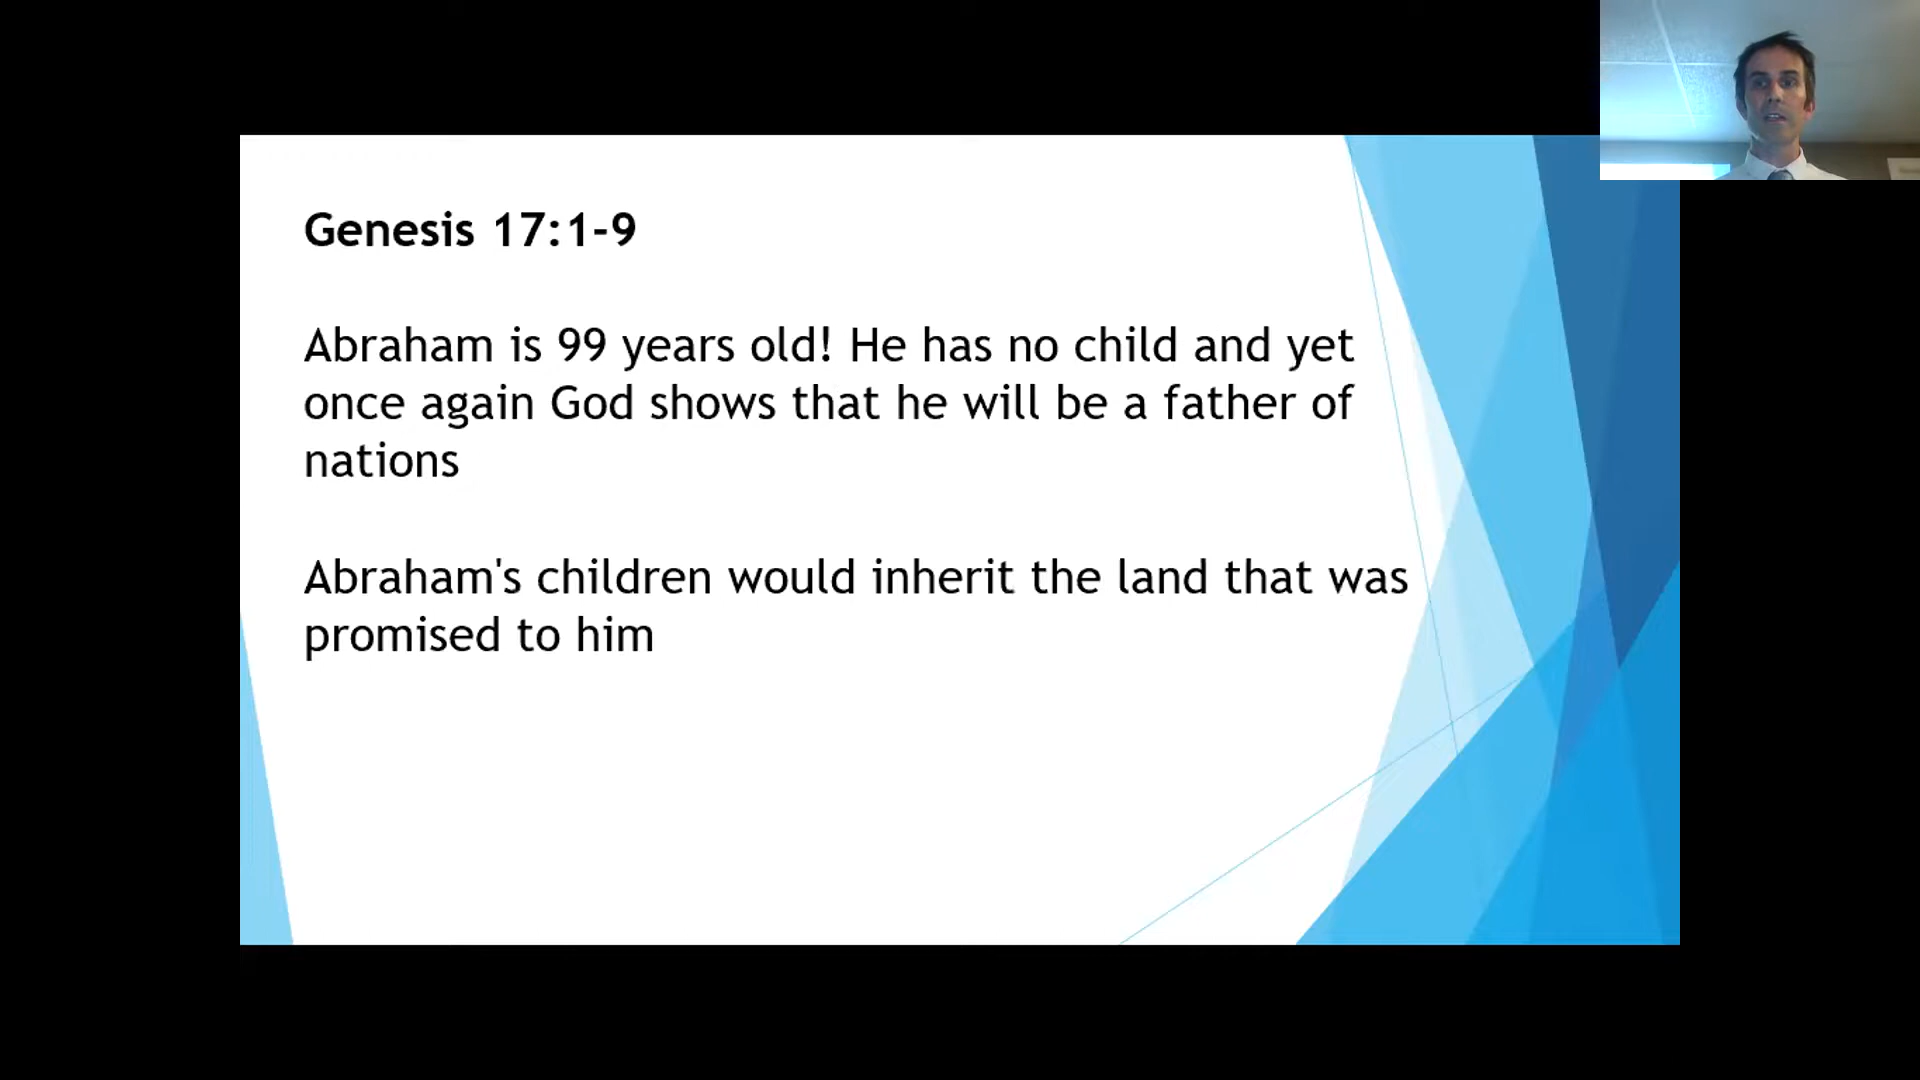 Genesis 17:1-9
Abraham is 99 years old! He has no child and yet
once again God shows that he will be a father of
nations
Abraham's children would inherit the land that was
promised to him